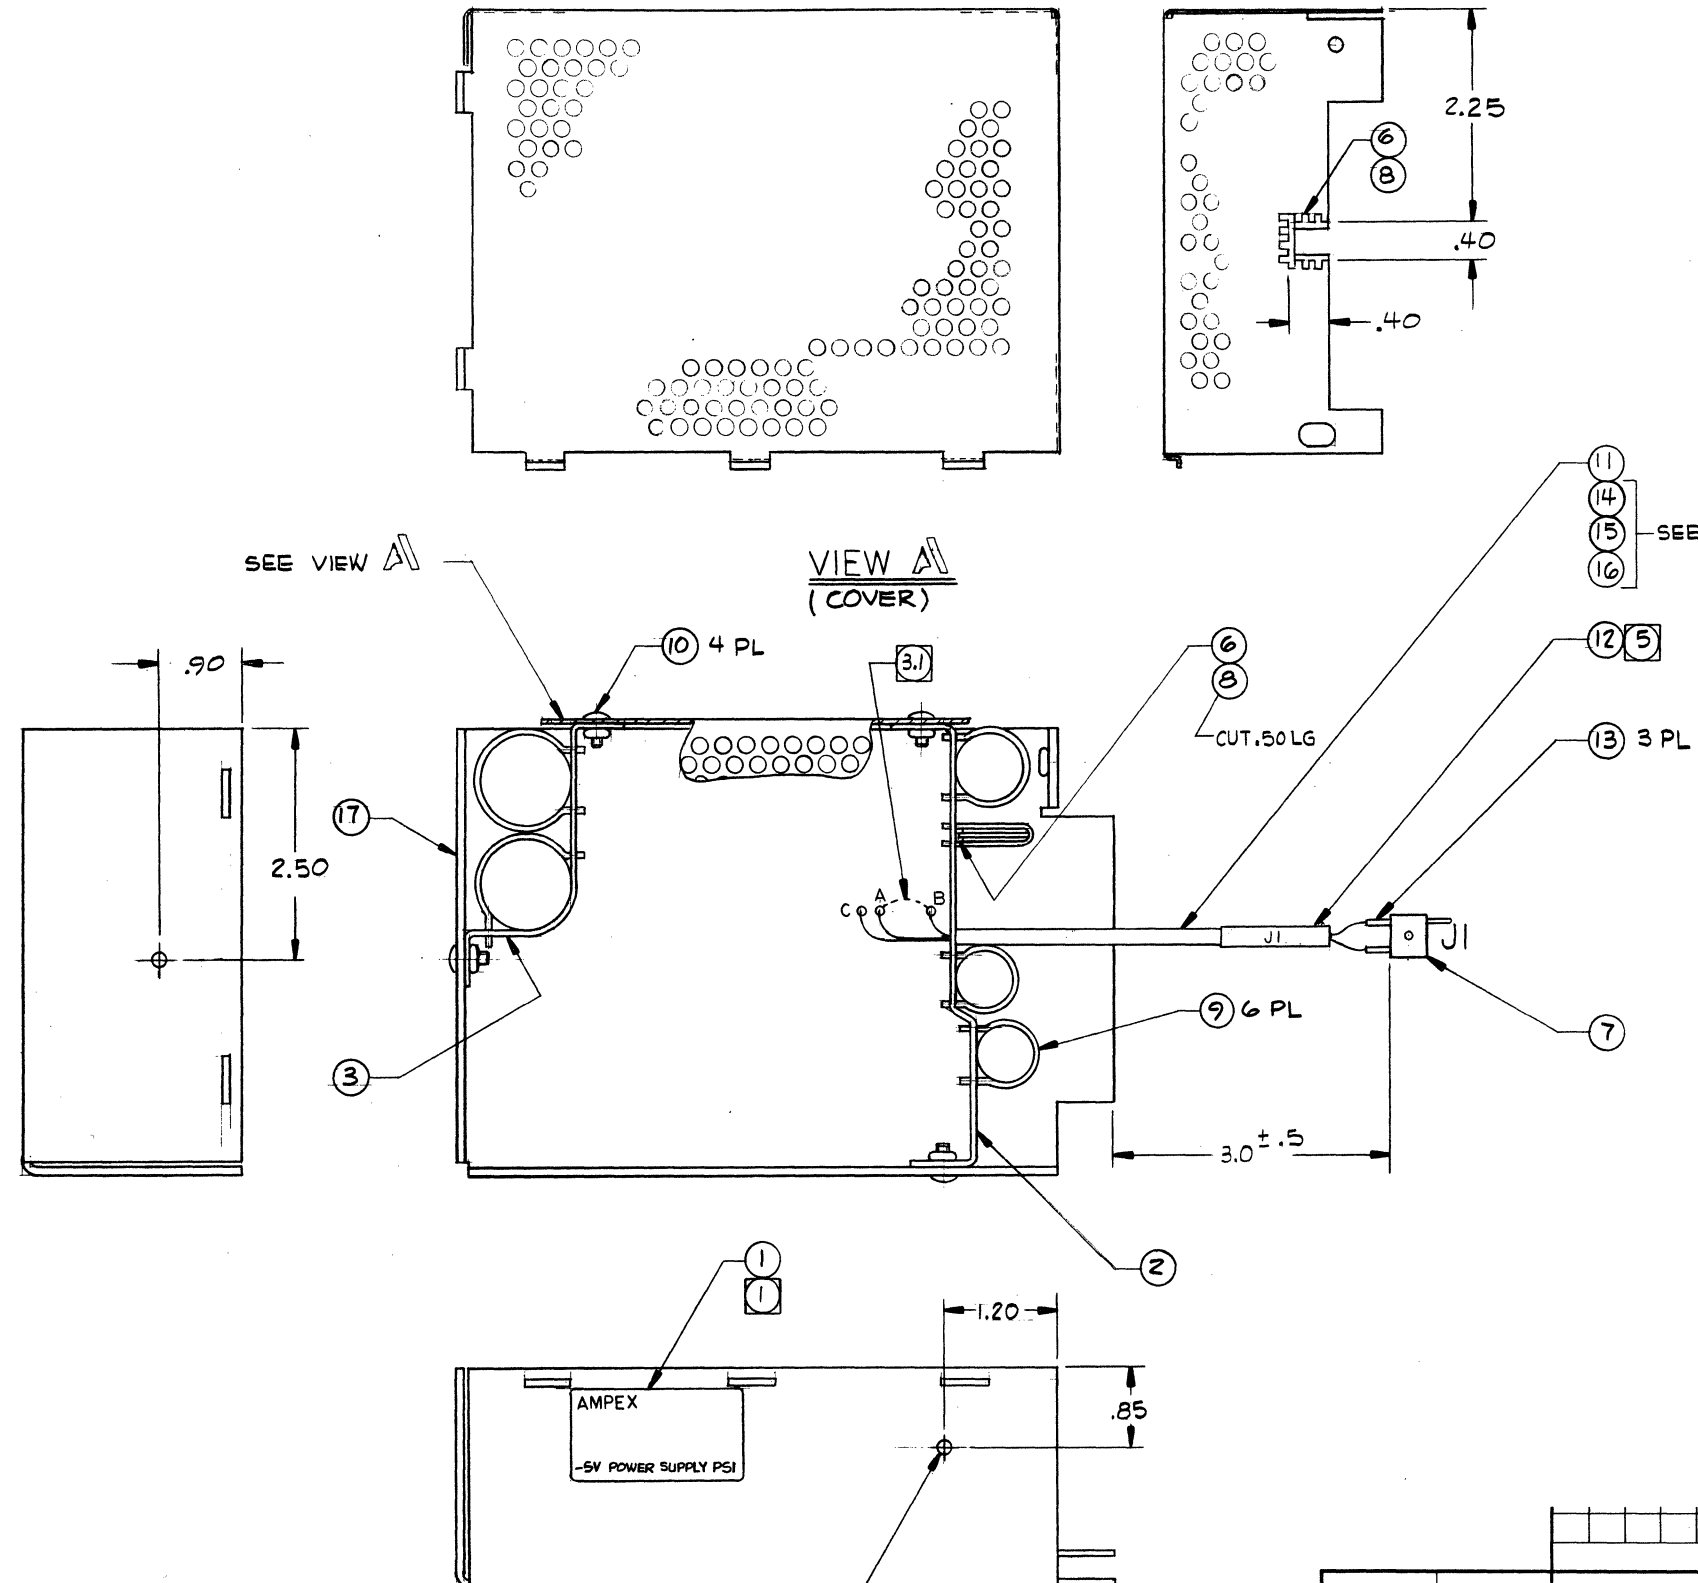 2.25
6
8
.40
.40
11
14
15
16
SEE
SEE VIEW A
VIEW A
(COVER)
10 4 PL
3.1
6
8
CUT .50 LG
12 5
13 3 PL
.90
17
2.50
C A B
J1
J1
9 6 PL
7
3
3.0 ±.5
2
1
1
1.20
.85
AMPEX
-5V POWER SUPPLY PS1